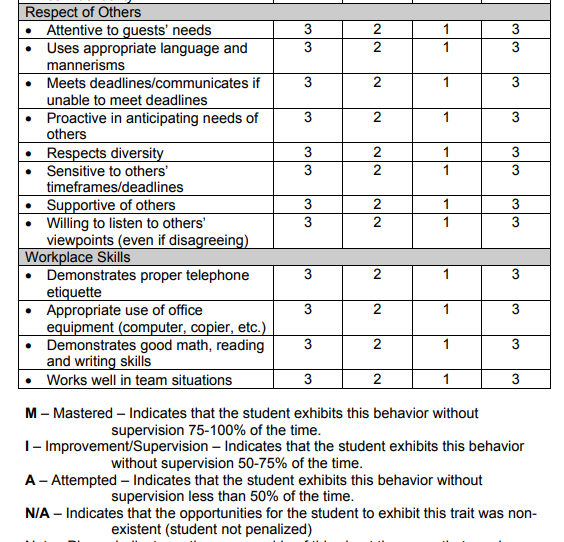 Respect of Others
• Attentive to guests’ needs 3 2 1 3
• Uses appropriate language and 3 2 1 3
mannerisms
• Meets deadlines/communicates if 3 2 1 3
unable to meet deadlines
• Proactive in anticipating needs of 3 2 1 3
others
• Respects diversity 3 2 1 3
• Sensitive to others’ 3 2 1 3
timeframes/deadlines
• Supportive of others 3 2 1 3
• Willing to listen to others’ 3 2 1 3
viewpoints (even if disagreeing)
Workplace Skills
• Demonstrates proper telephone 3 2 1 3
etiquette
• Appropriate use of office 3 2 1 3
equipment (computer, copier, etc.)
• Demonstrates good math, reading 3 2 1 3
and writing skills
• Works well in team situations 3 2 1 3
M – Mastered – Indicates that the student exhibits this behavior without
supervision 75-100% of the time.
I – Improvement/Supervision – Indicates that the student exhibits this behavior
without supervision 50-75% of the time.
A – Attempted – Indicates that the student exhibits this behavior without
supervision less than 50% of the time.
N/A – Indicates that the opportunities for the student to exhibit this trait was non-
existent (student not penalized)